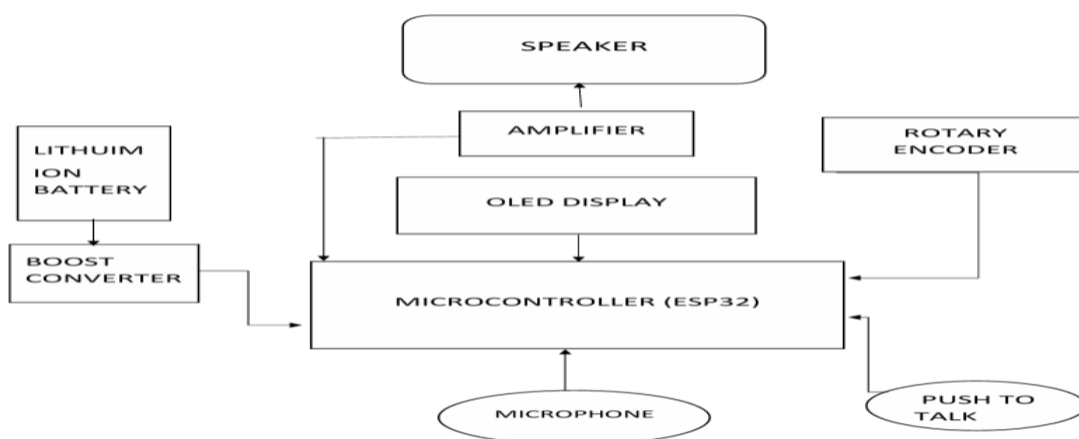 SPEAKER
AMPLIFIER
ROTARY
ENCODER
LITHUIM
ION
BATTERY
OLED DISPLAY
BOOST
CONVERTER
MICROCONTROLLER (ESP32)
MICROPHONE
PUSH TO
TALK